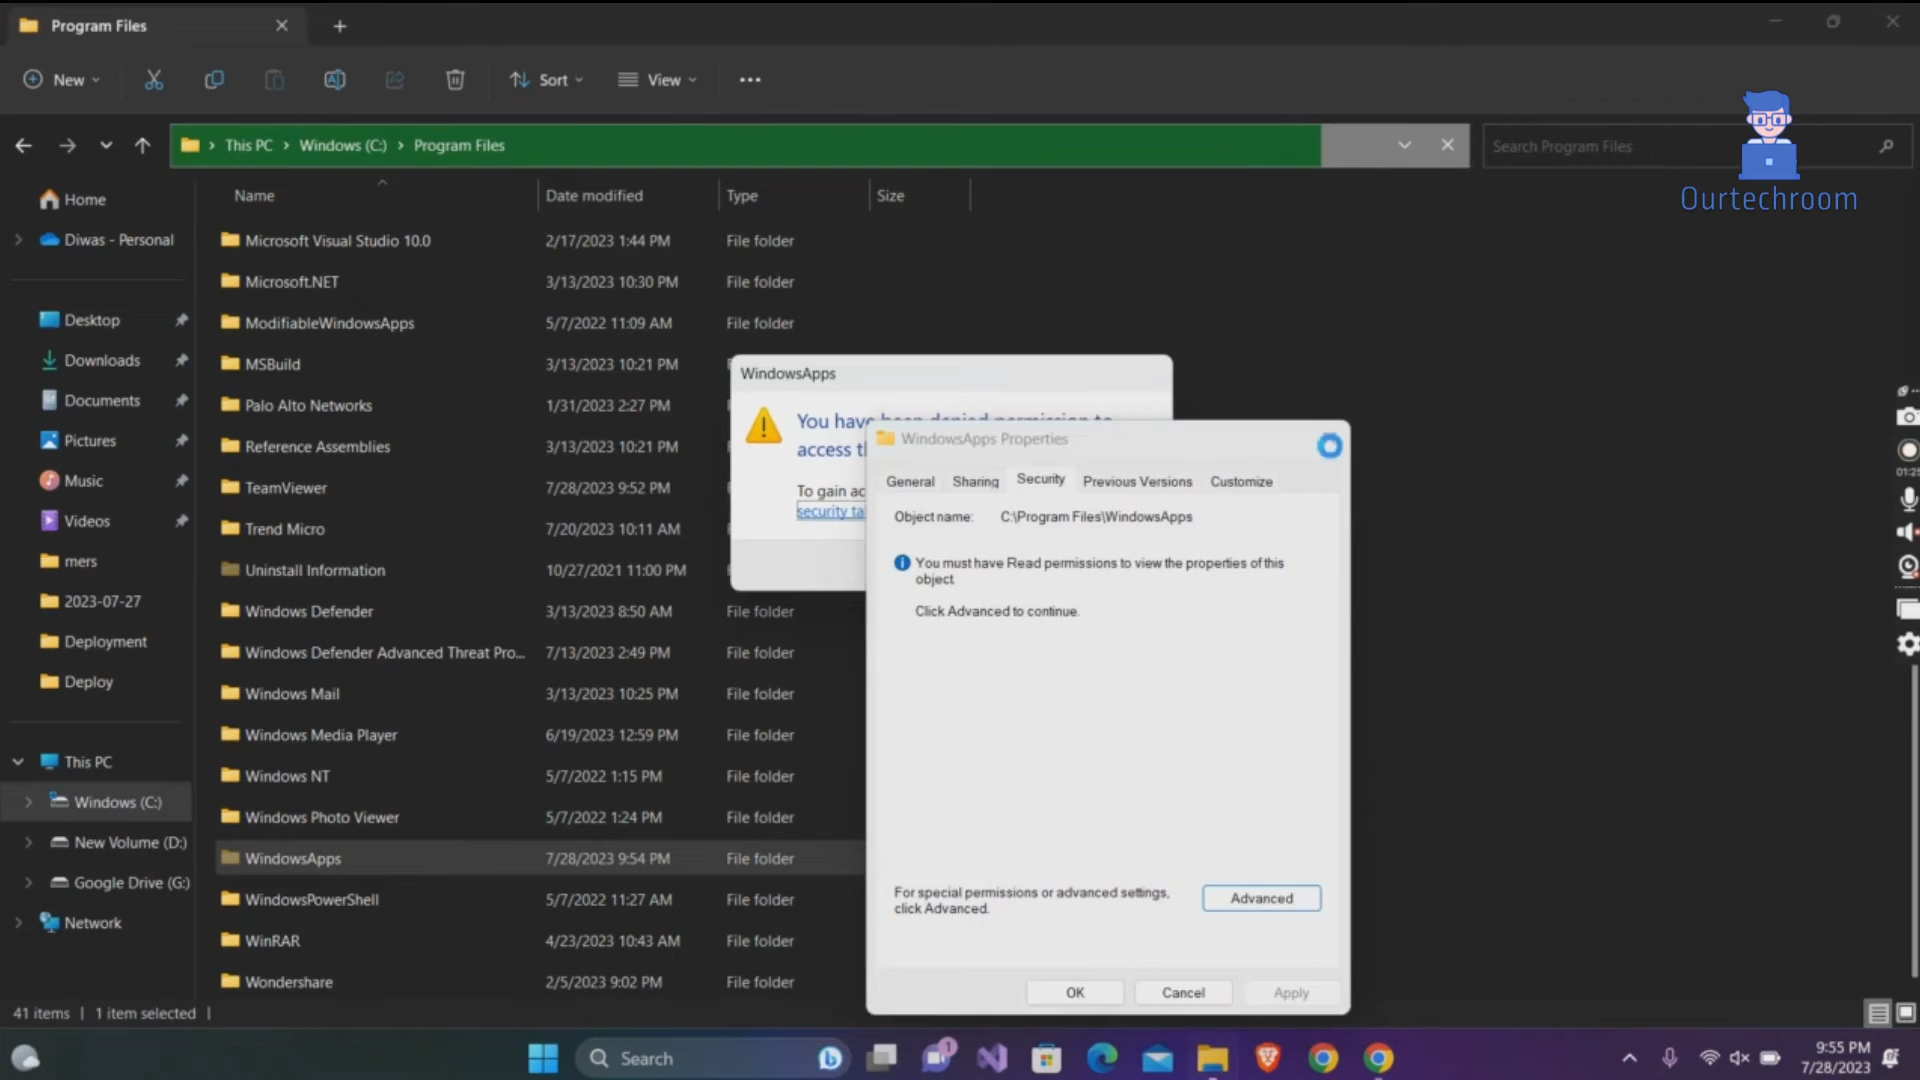 Program Files
New
Sort
View
This PC
Windows (C:)
Program Files
Search Program Files
Ourtechroom
Home
Diwas - Personal
Desktop
Downloads
Documents
Pictures
Music
Videos
mers
2023-07-27
Deployment
Deploy
This PC
Windows (C:)
New Volume (D:)
Google Drive (G:)
Network
Name Date modified Type Size
Microsoft Visual Studio 10.0 2/17/2023 1:44 PM File folder
Microsoft.NET 3/13/2023 10:30 PM File folder
ModifiableWindowsApps 5/7/2022 11:09 AM File folder
MSBuild 3/13/2023 10:21 PM
Palo Alto Networks 1/31/2023 2:27 PM
Reference Assemblies 3/13/2023 10:21 PM
TeamViewer 7/28/2023 9:52 PM
Trend Micro 7/20/2023 10:11 AM
Uninstall Information 10/27/2021 11:00 PM
Windows Defender 3/13/2023 8:50 AM File folder
Windows Defender Advanced Threat Pro... 7/13/2023 2:49 PM File folder
Windows Mail 3/13/2023 10:25 PM File folder
Windows Media Player 6/19/2023 12:59 PM File folder
Windows NT 5/7/2022 1:15 PM File folder
Windows Photo Viewer 5/7/2022 1:24 PM File folder
WindowsApps 7/28/2023 9:54 PM File folder
WindowsPowerShell 5/7/2022 11:27 AM File folder
WinRAR 4/23/2023 10:43 AM File folder
Wondershare 2/5/2023 9:02 PM File folder
WindowsApps
You have been denied permission to
access
To gain
security
WindowsApps Properties
General Sharing Security Previous Versions Customize
Object name: C:\Program Files\WindowsApps
You must have Read permissions to view the properties of this
object.
Click Advanced to continue.
For special permissions or advanced settings,
click Advanced.
Advanced
OK Cancel Apply
41 items | 1 item selected |
Search
1
9:55 PM
7/28/2023